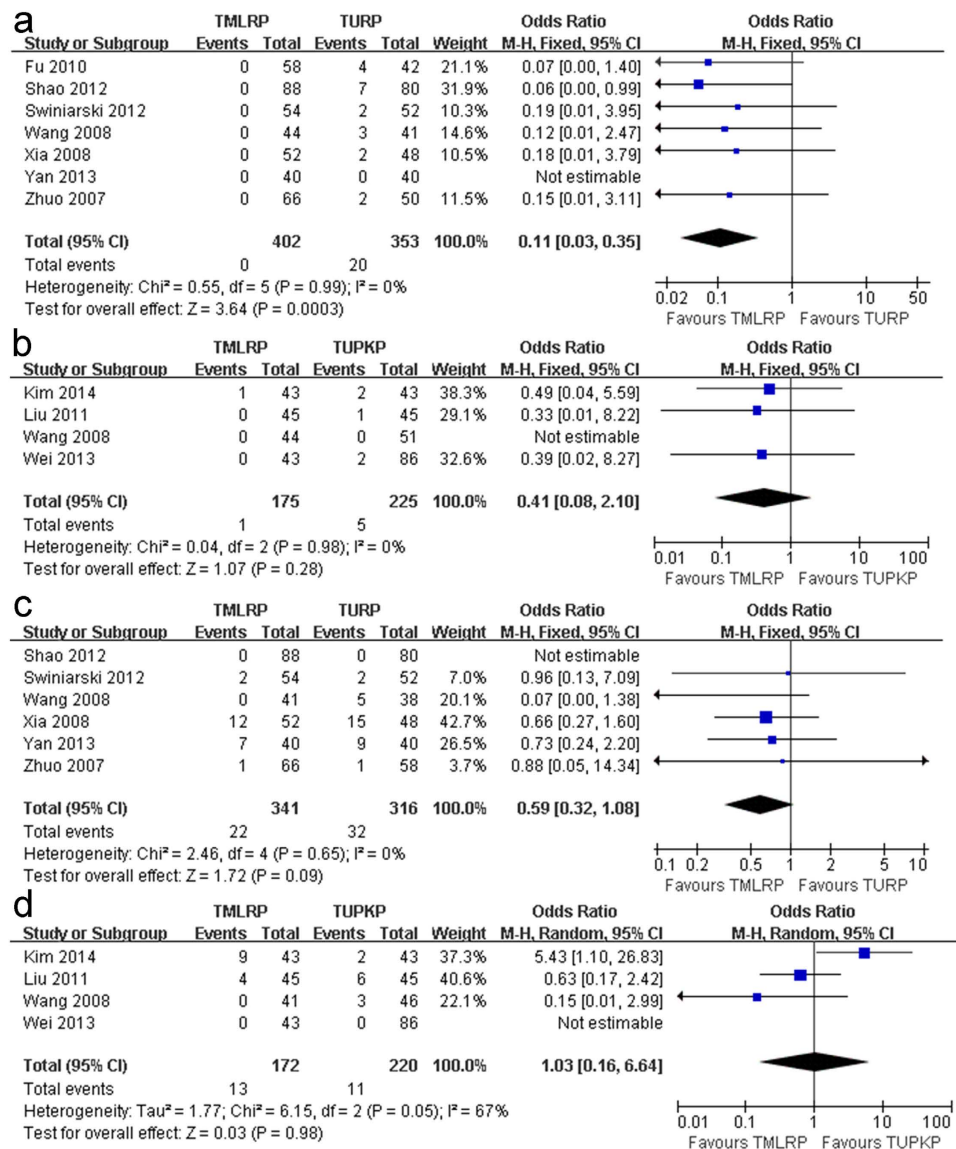 a
TMLRP TURP Odds Ratio Odds Ratio
Study or Subgroup Events Total Events Total Weight M-H, Fixed, 95% CI M-H, Fixed, 95% CI
Fu 2010 0 58 4 42 21.1% 0.07 [0.00, 1.40]
Shao 2012 0 88 7 80 31.9% 0.06 [0.00, 0.99]
Swiniarski 2012 0 54 2 52 10.3% 0.19 [0.01, 3.95]
Wang 2008 0 44 3 41 14.6% 0.12 [0.01, 2.47]
Xia 2008 0 52 2 48 10.5% 0.18 [0.01, 3.79]
Yan 2013 0 40 0 40 Not estimable
Zhuo 2007 0 66 2 50 11.5% 0.15 [0.01, 3.11]
Total (95% CI) 402 353 100.0% 0.11 [0.03, 0.35]
Total events 0 20
Heterogeneity: Chi² = 0.55, df = 5 (P = 0.99); I² = 0%
Test for overall effect: Z = 3.64 (P = 0.0003)
0.02 0.1 1 10 50
Favours TMLRP Favours TURP
b
TMLRP TUPKP Odds Ratio Odds Ratio
Study or Subgroup Events Total Events Total Weight M-H, Fixed, 95% CI M-H, Fixed, 95% CI
Kim 2014 1 43 2 43 38.3% 0.49 [0.04, 5.59]
Liu 2011 0 45 1 45 29.1% 0.33 [0.01, 8.22]
Wang 2008 0 44 0 51 Not estimable
Wei 2013 0 43 2 86 32.6% 0.39 [0.02, 8.27]
Total (95% CI) 175 225 100.0% 0.41 [0.08, 2.10]
Total events 1 5
Heterogeneity: Chi² = 0.04, df = 2 (P = 0.98); I² = 0%
Test for overall effect: Z = 1.07 (P = 0.28)
0.01 0.1 1 10 100
Favours TMLRP Favours TUPKP
c
TMLRP TURP Odds Ratio Odds Ratio
Study or Subgroup Events Total Events Total Weight M-H, Fixed, 95% CI M-H, Fixed, 95% CI
Shao 2012 0 88 0 80 Not estimable
Swiniarski 2012 2 54 2 52 7.0% 0.96 [0.13, 7.09]
Wang 2008 0 41 5 38 20.1% 0.07 [0.00, 1.38]
Xia 2008 12 52 15 48 42.7% 0.66 [0.27, 1.60]
Yan 2013 7 40 9 40 26.5% 0.73 [0.24, 2.20]
Zhuo 2007 1 66 1 58 3.7% 0.88 [0.05, 14.34]
Total (95% CI) 341 316 100.0% 0.59 [0.32, 1.08]
Total events 22 32
Heterogeneity: Chi² = 2.46, df = 4 (P = 0.65); I² = 0%
Test for overall effect: Z = 1.72 (P = 0.09)
0.1 0.2 0.5 1 2 5 10
Favours TMLRP Favours TURP
d
TMLRP TUPKP Odds Ratio Odds Ratio
Study or Subgroup Events Total Events Total Weight M-H, Random, 95% CI M-H, Random, 95% CI
Kim 2014 9 43 2 43 37.3% 5.43 [1.10, 26.83]
Liu 2011 4 45 6 45 40.6% 0.63 [0.17, 2.42]
Wang 2008 0 41 3 46 22.1% 0.15 [0.01, 2.99]
Wei 2013 0 43 0 86 Not estimable
Total (95% CI) 172 220 100.0% 1.03 [0.16, 6.64]
Total events 13 11
Heterogeneity: Tau² = 1.77; Chi² = 6.15, df = 2 (P = 0.05); I² = 67%
Test for overall effect: Z = 0.03 (P = 0.98)
0.01 0.1 1 10 100
Favours TMLRP Favours TUPKP